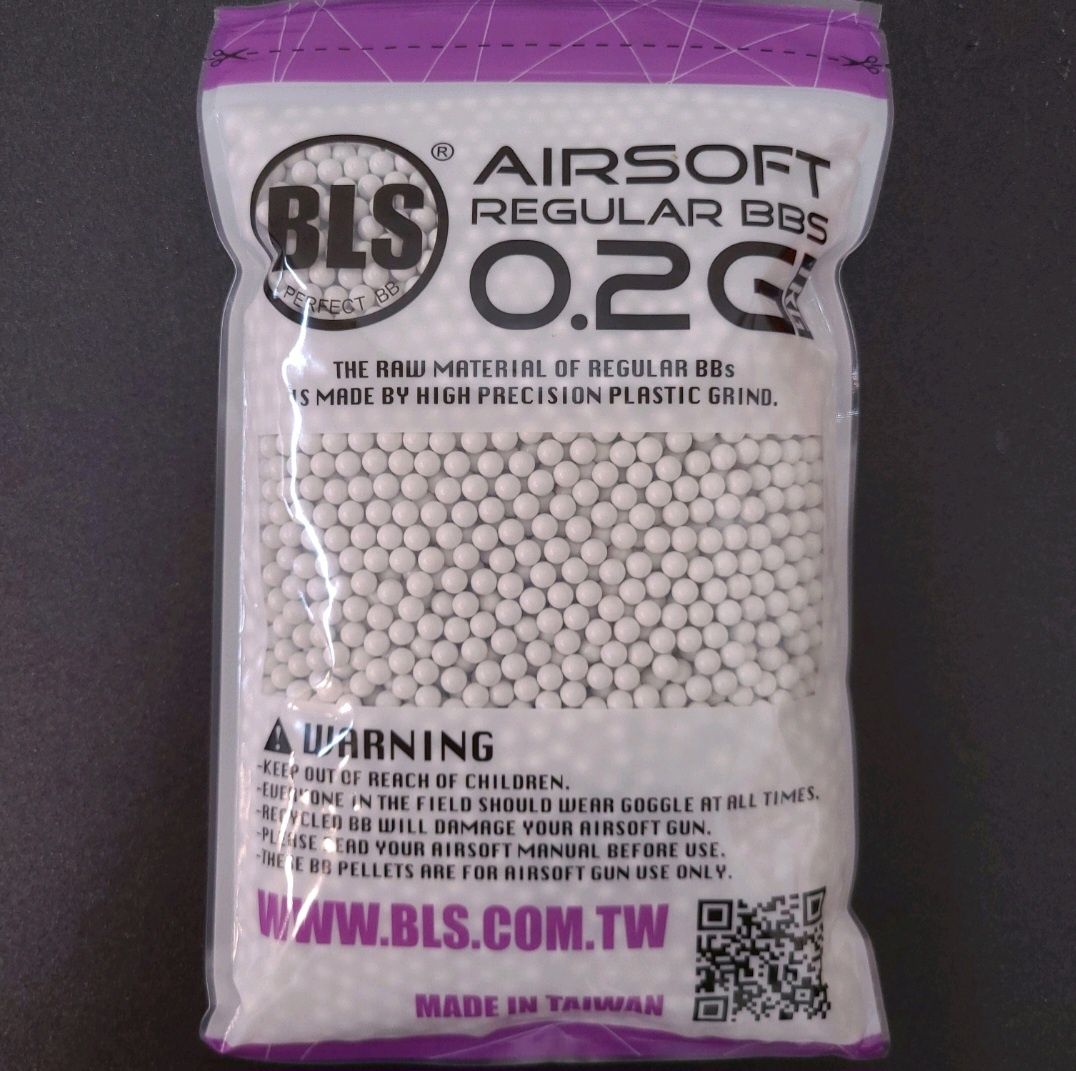 BLS
®
PERFECT BB
AIRSOFT
REGULAR BBS
0.2G
1KG
THE RAW MATERIAL OF REGULAR BBs
IS MADE BY HIGH PRECISION PLASTIC GRIND.
WARNING
-KEEP OUT OF REACH OF CHILDREN.
-EVERYONE IN THE FIELD SHOULD WEAR GOGGLE AT ALL TIMES.
-RECYCLED BB WILL DAMAGE YOUR AIRSOFT GUN.
-PLEASE READ YOUR AIRSOFT MANUAL BEFORE USE.
-THESE BB PELLETS ARE FOR AIRSOFT GUN USE ONLY.
WWW.BLS.COM.TW
MADE IN TAIWAN